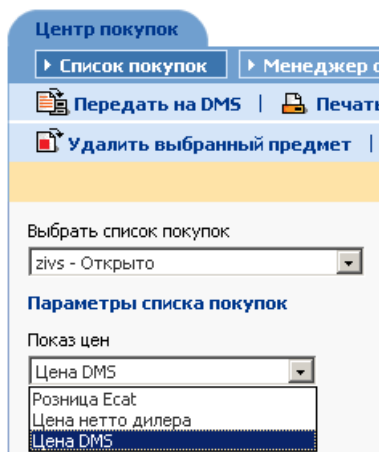 Центр покупок
Список покупок Менеджер
Передать на DMS | Печать
Удалить выбранный предмет |
Выбрать список покупок
zivs - Открыто
Параметры списка покупок
Показ цен
Цена DMS
Розница Ecat
Цена нетто дилера
Цена DMS